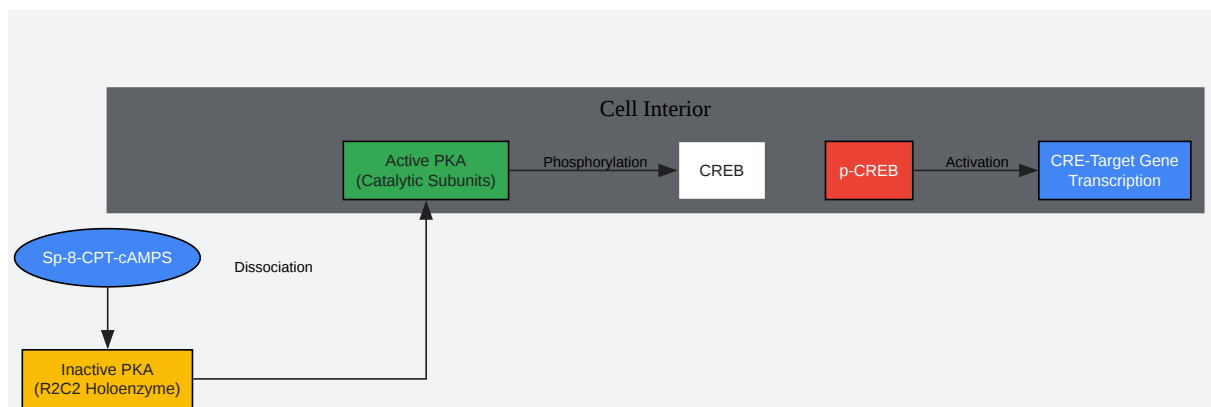 Cell Interior
Active PKA
(Catalytic Subunits)
Phosphorylation
CREB
p-CREB
Activation
CRE-Target Gene
Transcription
Sp-8-CPT-cAMPS
Dissociation
Inactive PKA
(R2C2 Holoenzyme)